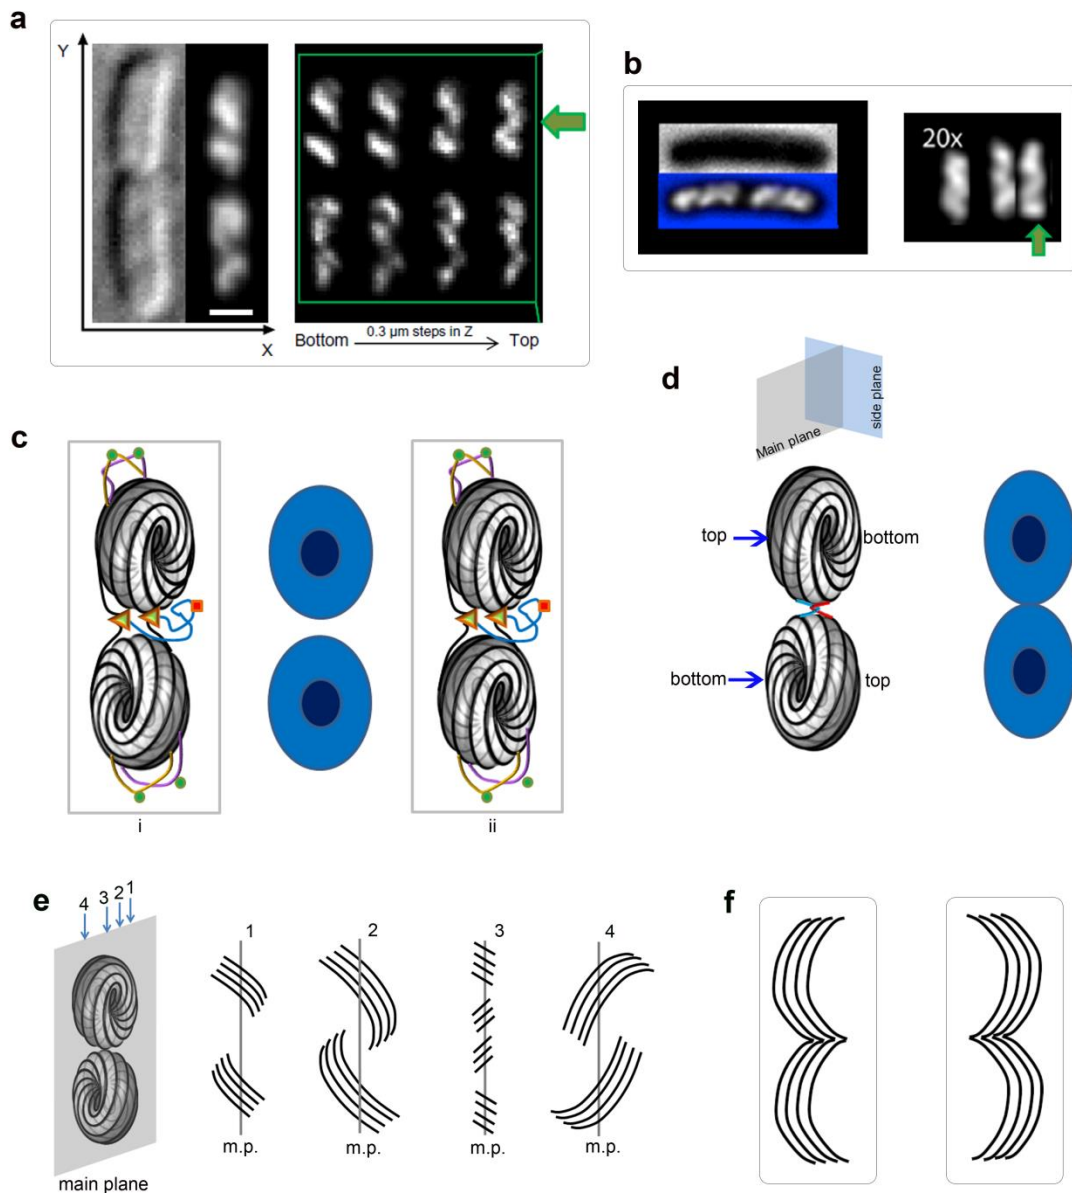 a
Y
X
Bottom
0.3 µm steps in Z
Top
b
20x
c
i
ii
d
Main plane
side plane
top
bottom
bottom
top
e
4
3
2
1
main plane
1
2
3
4
m.p.
m.p.
m.p.
m.p.
f